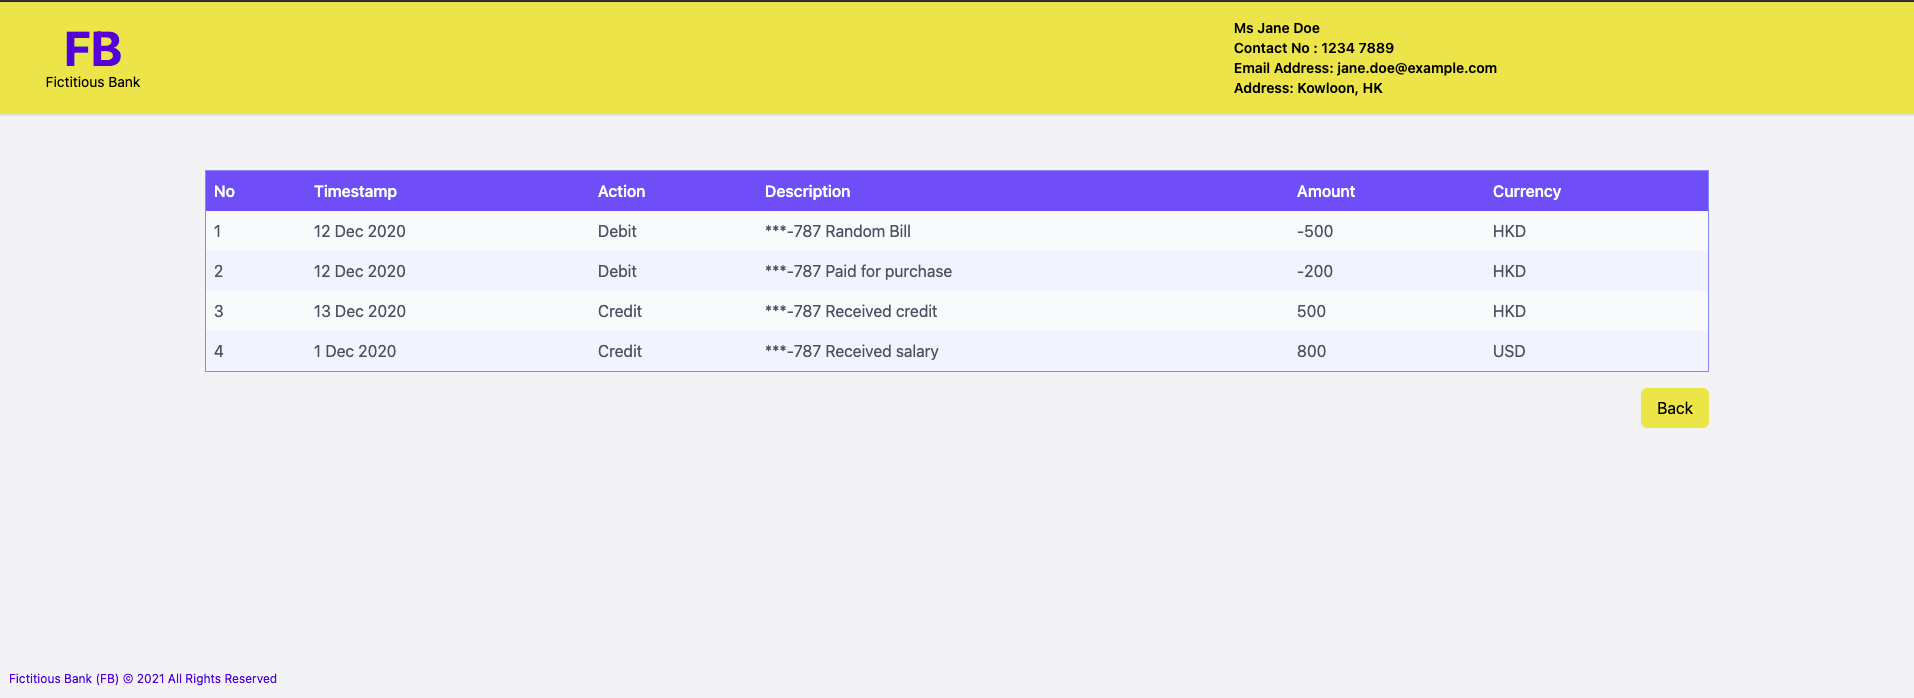 FB
Fictitious Bank
Ms Jane Doe
Contact No : 1234 7889
Email Address: jane.doe@example.com
Address: Kowloon, HK
No Timestamp Action Description Amount Currency
1 12 Dec 2020 Debit ***-787 Random Bill -500 HKD
2 12 Dec 2020 Debit ***-787 Paid for purchase -200 HKD
3 13 Dec 2020 Credit ***-787 Received credit 500 HKD
4 1 Dec 2020 Credit ***-787 Received salary 800 USD
Back
Fictitious Bank (FB) © 2021 All Rights Reserved